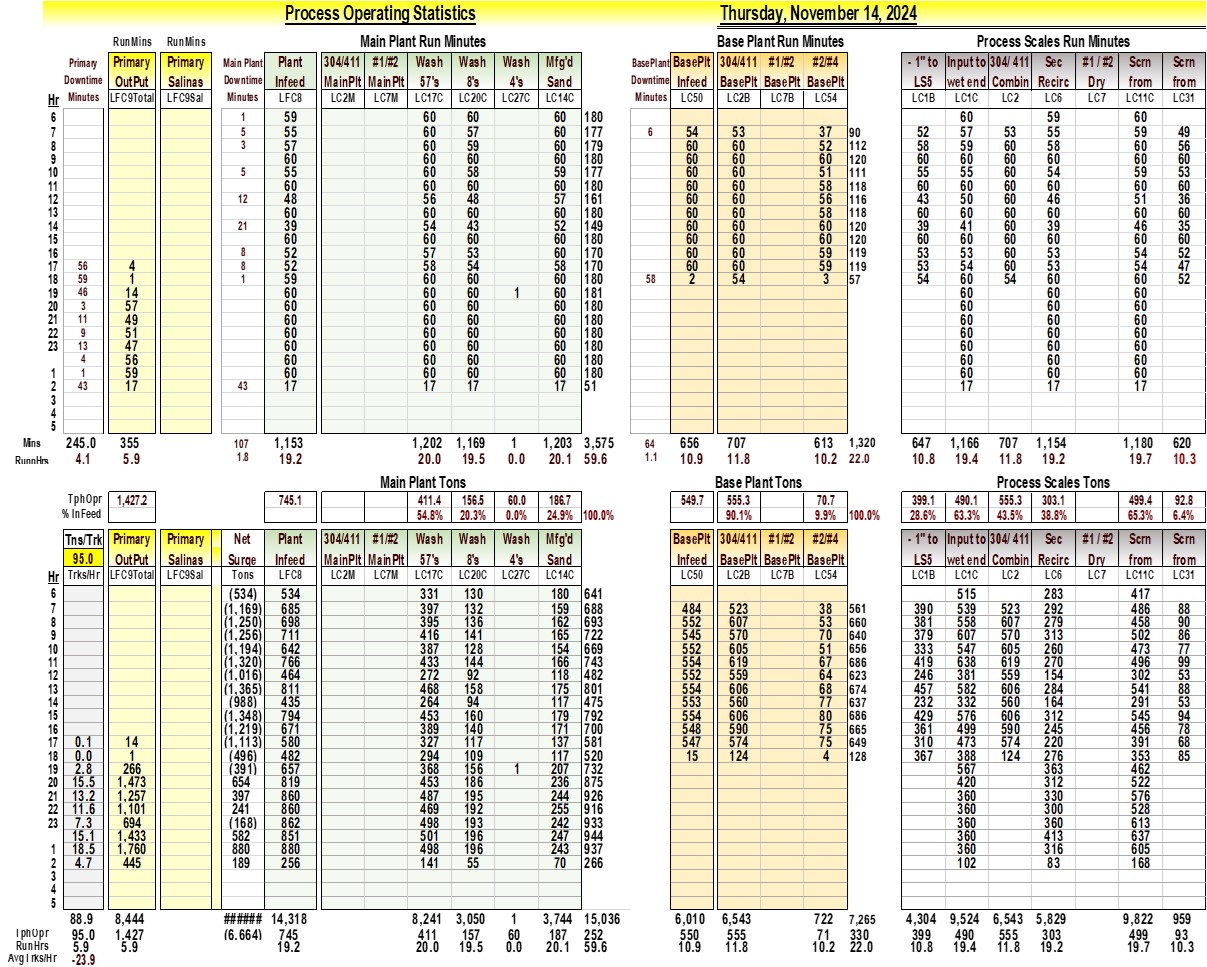 Process Operating Statistics Thursday, November 14, 2024
RunMins RunMins Main Plant Run Minutes Base Plant Run Minutes Process Scales Run Minutes
Primary Primary Primary Main Plant Plant 304/411 #1/#2 Wash Wash Wash Mfg'd BasePlant BasePlt 304/411 #1/#2 #2/#4 - 1" to Input to 304/ 411 Sec #1 / #2 Scrn Scrn
Downtime OutPut Salinas Downtime Infeed MainPlt MainPlt 57's 8's 4's Sand Downtime Infeed BasePlt BasePlt BasePlt LS5 wet end Combin Recirc Dry from from
Hr Minutes LFC9Total LFC9Sal Minutes LFC8 LC2M LC7M LC17C LC20C LC27C LC14C Minutes LC50 LC2B LC7B LC54 LC1B LC1C LC2 LC6 LC7 LC11C LC31
6 1 59 60 60 60 180 60 59 60
7 5 55 60 57 60 177 6 54 53 37 90 52 57 53 55 59 49
8 3 57 60 59 60 179 60 60 52 112 58 59 60 58 60 56
9 60 60 60 60 180 60 60 60 120 60 60 60 60 60 60
10 5 55 60 58 59 177 60 60 51 111 55 55 60 54 59 53
11 60 60 60 60 180 60 60 58 118 60 60 60 60 60 60
12 12 48 56 48 57 161 60 60 56 116 43 50 60 46 51 36
13 60 60 60 60 180 60 60 58 118 60 60 60 60 60 60
14 21 39 54 43 52 149 60 60 60 120 39 41 60 39 46 35
15 60 60 60 60 180 60 60 60 120 60 60 60 60 60 60
16 8 52 57 53 60 170 60 60 59 119 53 53 60 53 54 52
17 56 4 8 52 58 54 58 170 60 60 59 119 53 54 60 53 54 47
18 59 1 1 59 60 60 60 180 58 2 54 3 57 54 60 54 60 60 52
19 46 14 60 60 60 1 60 181 60 60 60
20 3 57 60 60 60 60 180 60 60 60
21 11 49 60 60 60 60 180 60 60 60
22 9 51 60 60 60 60 180 60 60 60
23 13 47 60 60 60 60 180 60 60 60
4 56 60 60 60 60 180 60 60 60
1 1 59 60 60 60 60 180 60 60 60
2 43 17 43 17 17 17 17 51 17 17 17
3
4
5
Mins 245.0 355 107 1,153 1,202 1,169 1 1,203 3,575 64 656 707 613 1,320 647 1,166 707 1,154 1,180 620
RunnHrs 4.1 5.9 1.8 19.2 20.0 19.5 0.0 20.1 59.6 1.1 10.9 11.8 10.2 22.0 10.8 19.4 11.8 19.2 19.7 10.3
Main Plant Tons Base Plant Tons Process Scales Tons
TphOpr 1,427.2 745.1 411.4 156.5 60.0 186.7 549.7 555.3 70.7 399.1 490.1 555.3 303.1 499.4 92.8
% InFeed 54.8% 20.3% 0.0% 24.9% 100.0% 90.1% 9.9% 100.0% 28.6% 63.3% 43.5% 38.8% 65.3% 6.4%
Tns/Trk Primary Primary Net Plant 304/411 #1/#2 Wash Wash Wash Mfg'd BasePlt 304/411 #1/#2 #2/#4 - 1" to Input to 304/ 411 Sec #1 / #2 Scrn Scrn
95.0 OutPut Salinas Surge Infeed MainPlt MainPlt 57's 8's 4's Sand Infeed BasePlt BasePlt BasePlt LS5 wet end Combin Recirc Dry from from
Hr Trks/Hr LFC9Total LFC9Sal Tons LFC8 LC2M LC7M LC17C LC20C LC27C LC14C LC50 LC2B LC7B LC54 LC1B LC1C LC2 LC6 LC7 LC11C LC31
6 (534) 534 331 130 180 641 515 283 417
7 (1,169) 685 397 132 159 688 484 523 38 561 390 539 523 292 486 88
8 (1,250) 698 395 136 162 693 552 607 53 660 381 558 607 279 458 90
9 (1,256) 711 416 141 165 722 545 570 70 640 379 607 570 313 502 86
10 (1,194) 642 387 128 154 669 552 605 51 656 333 547 605 260 473 77
11 (1,320) 766 433 144 166 743 554 619 67 686 419 638 619 270 496 99
12 (1,016) 464 272 92 118 482 552 559 64 623 246 381 559 154 302 53
13 (1,365) 811 468 158 175 801 554 606 68 674 457 582 606 284 541 88
14 (988) 435 264 94 117 475 553 560 77 637 232 332 560 164 291 53
15 (1,348) 794 453 160 179 792 554 606 80 686 429 576 606 312 545 94
16 (1,219) 671 389 140 171 700 548 590 75 665 361 499 590 245 456 78
17 0.1 14 (1,113) 580 327 117 137 581 547 574 75 649 310 473 574 220 391 68
18 0.0 1 (496) 482 294 109 117 520 15 124 4 128 367 388 124 276 353 85
19 2.8 266 (391) 657 368 156 1 207 732 567 363 462
20 15.5 1,473 654 819 453 186 236 875 420 312 522
21 13.2 1,257 397 860 487 195 244 926 360 330 576
22 11.6 1,101 241 860 469 192 255 916 360 300 528
23 7.3 694 (168) 862 498 193 242 933 360 360 613
15.1 1,433 582 851 501 196 247 944 360 413 637
1 18.5 1,760 880 880 498 196 243 937 360 316 605
2 4.7 445 189 256 141 55 70 266 102 83 168
3
4
5
88.9 8,444 ###### 14,318 8,241 3,050 1 3,744 15,036 6,010 6,543 722 7,265 4,304 9,524 6,543 5,829 9,822 959
TphOpr 95.0 1,427 (6,664) 745 411 157 60 187 252 550 555 71 330 399 490 555 303 499 93
RunHrs 5.9 5.9 19.2 20.0 19.5 0.0 20.1 59.6 10.9 11.8 10.2 22.0 10.8 19.4 11.8 19.2 19.7 10.3
AvgTrks/Hr -23.9